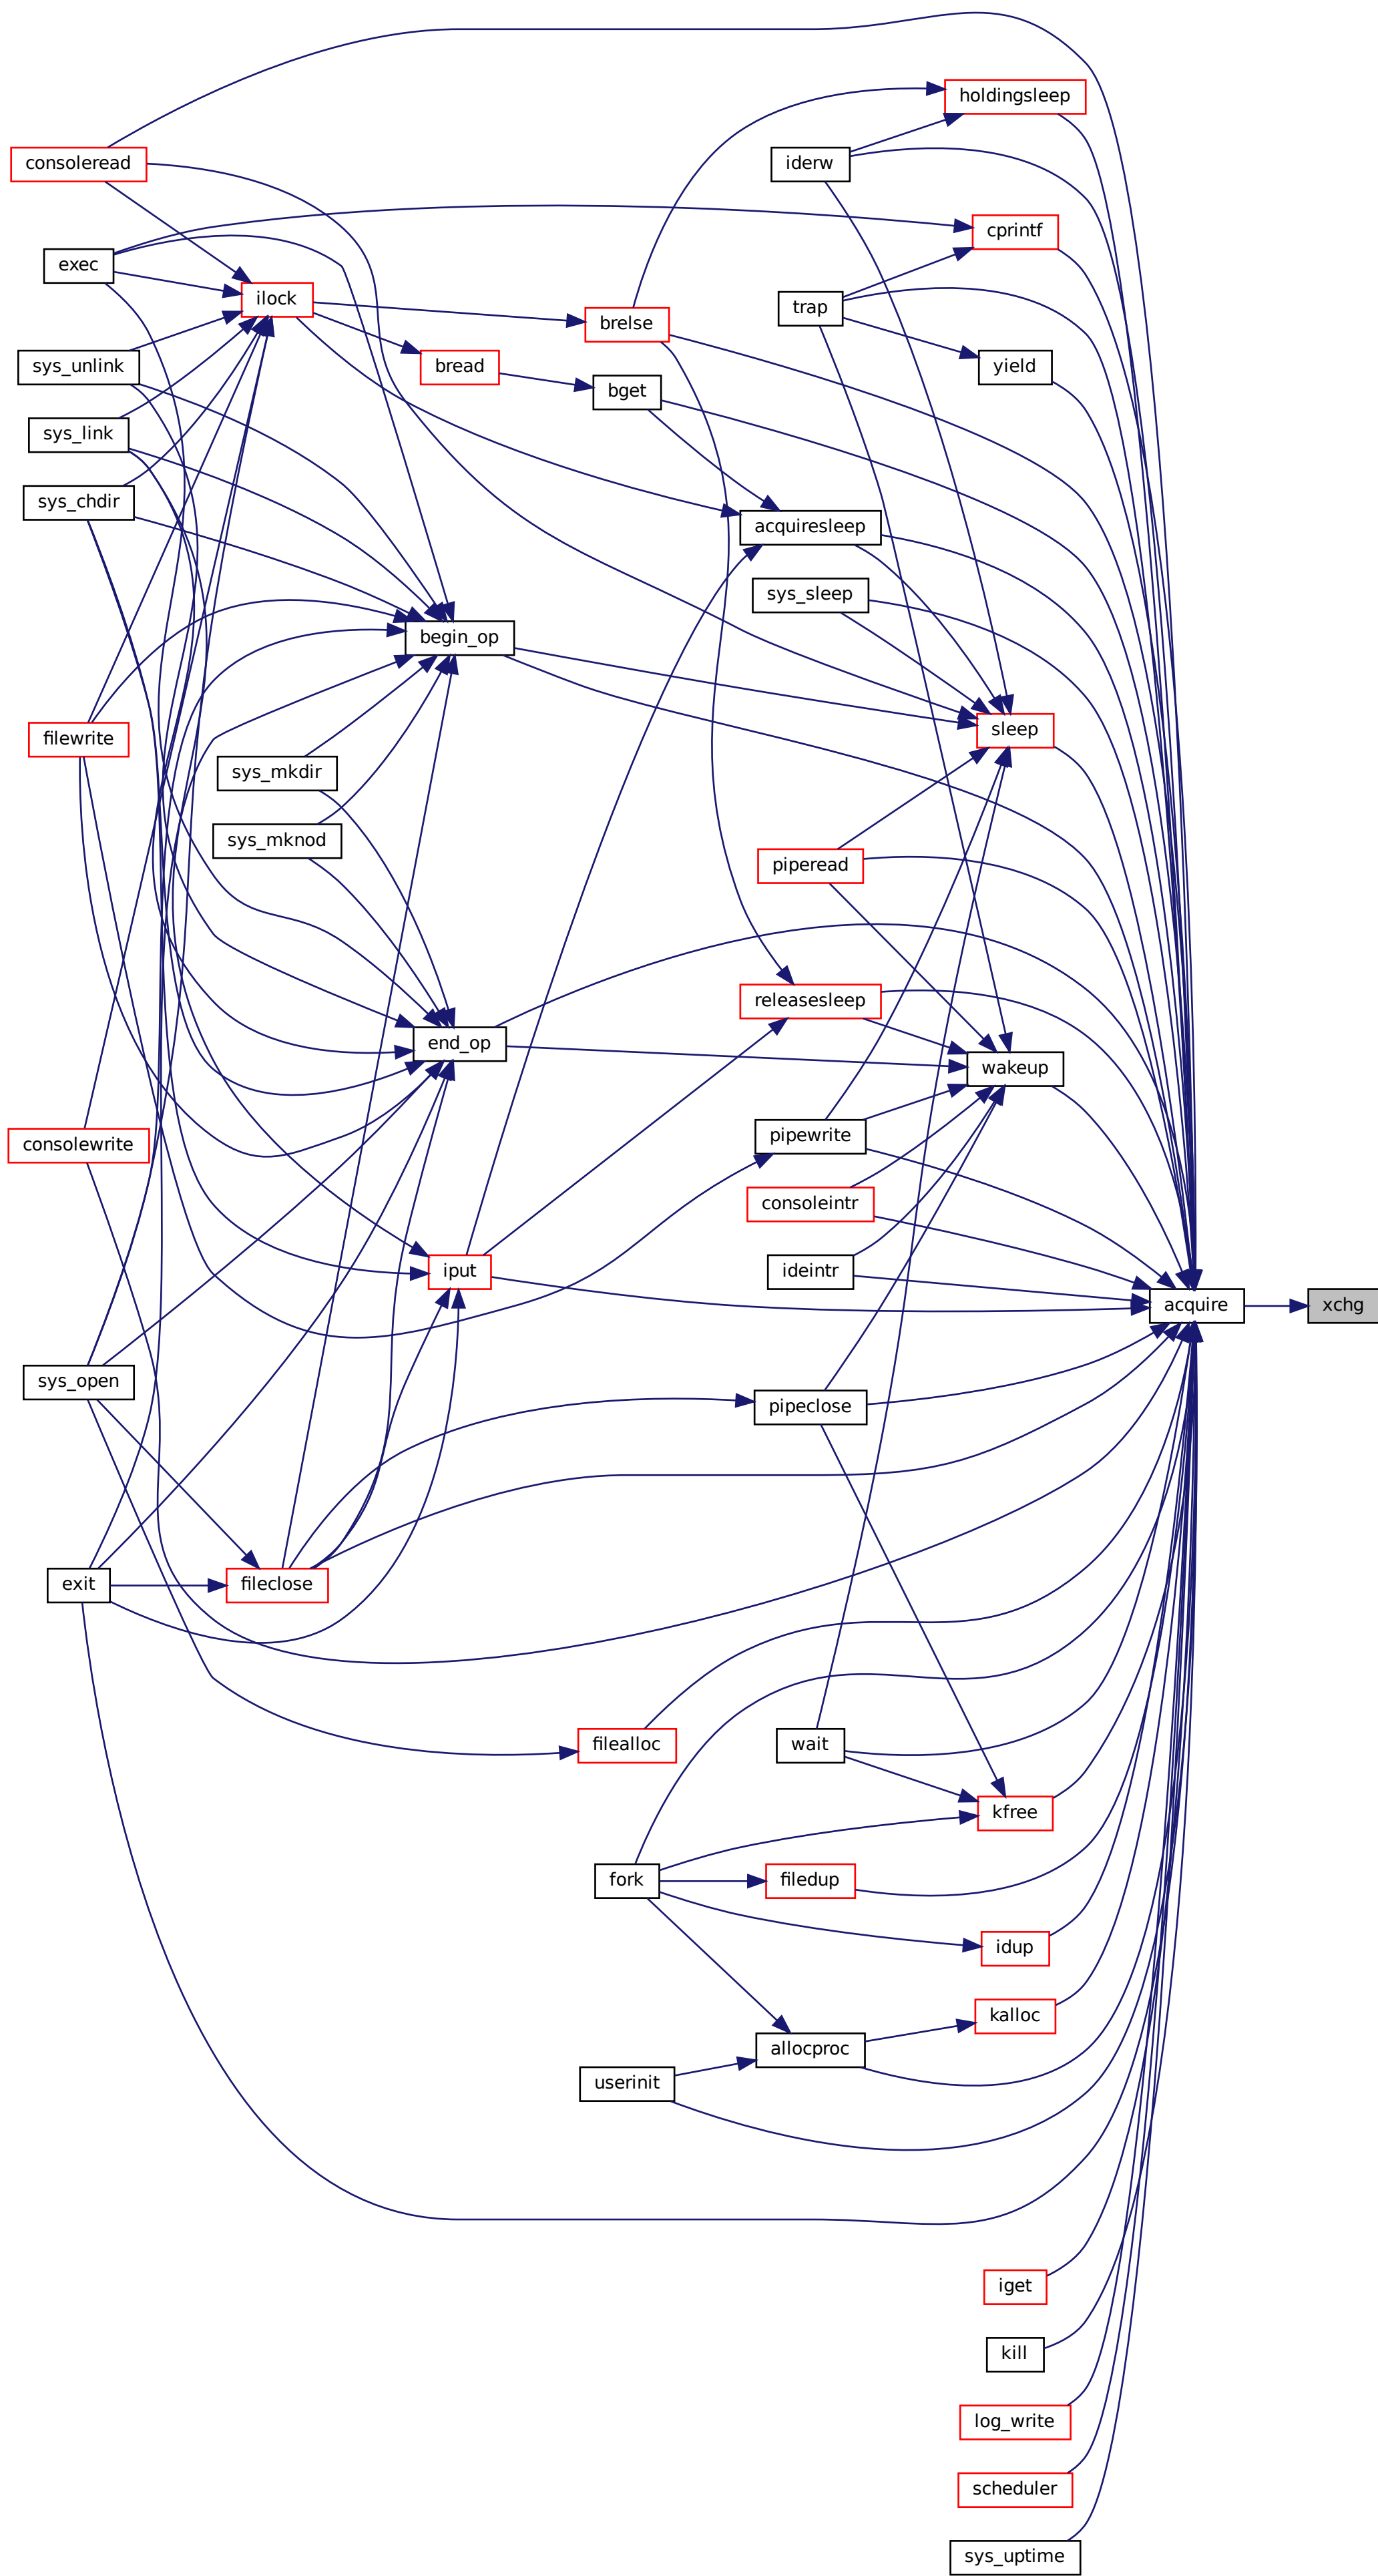 holdingsleep
consoleread
iderw
cprintf
exec
ilock
trap
brelse
sys_unlink
bread
yield
bget
sys_link
sys_chdir
acquiresleep
sys_sleep
begin_op
filewrite
sleep
sys_mkdir
sys_mknod
piperead
releasesleep
end_op
wakeup
consolewrite
pipewrite
consoleintr
iput
ideintr
acquire
xchg
sys_open
pipeclose
exit
fileclose
filealloc
wait
kfree
fork
filedup
idup
kalloc
allocproc
userinit
iget
kill
log_write
scheduler
sys_uptime